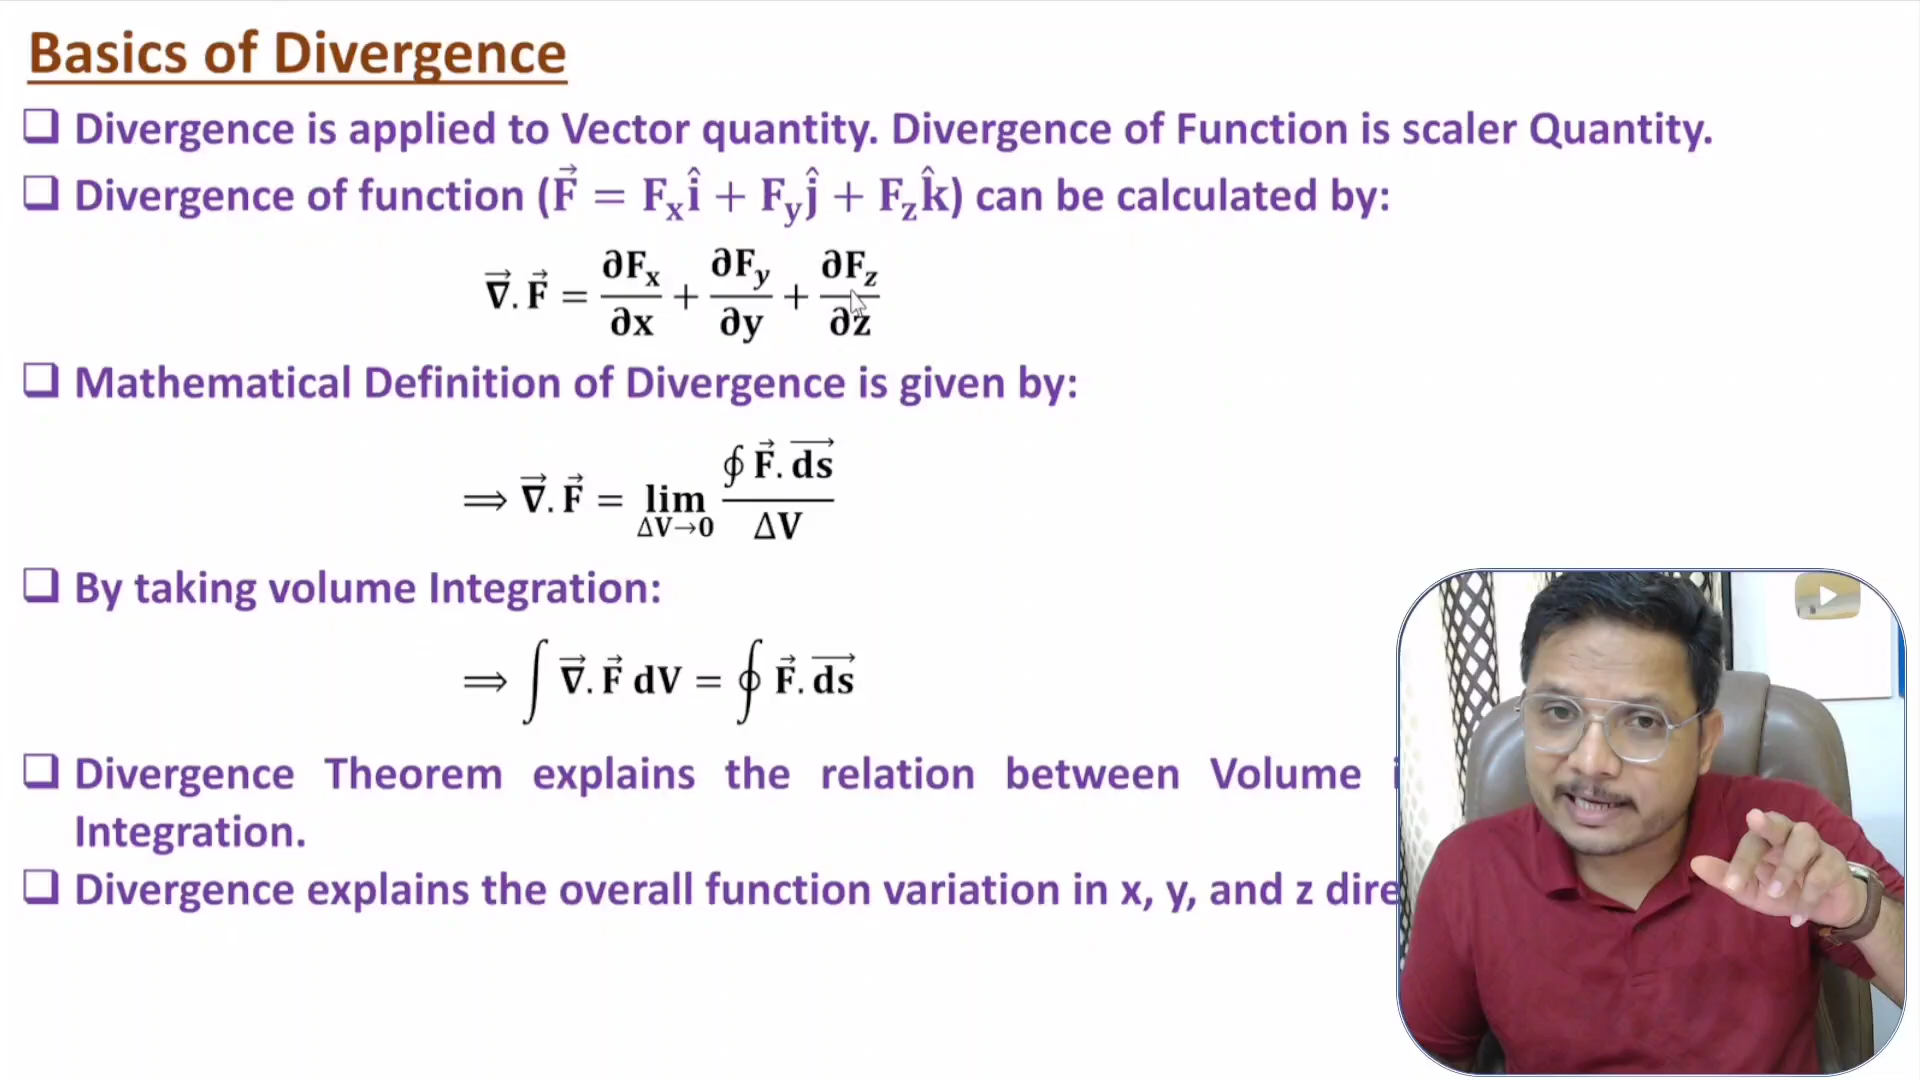 Basics of Divergence
❑ Divergence is applied to Vector quantity. Divergence of Function is scaler Quantity.
❑ Divergence of function (F⃗ = Fₓî + F_yĵ + F_zk̂) can be calculated by:
∇⃗. F⃗ = ∂Fₓ/∂x + ∂F_y/∂y + ∂F_z/∂z
❑ Mathematical Definition of Divergence is given by:
⟹ ∇⃗. F⃗ = lim_{ΔV→0} ∮ F⃗. d͞s⃗ / ΔV
❑ By taking volume Integration:
⟹ ∫ ∇⃗. F⃗ dV = ∮ F⃗. d͞s⃗
❑ Divergence Theorem explains the relation between Volume
Integration.
❑ Divergence explains the overall function variation in x, y, and z